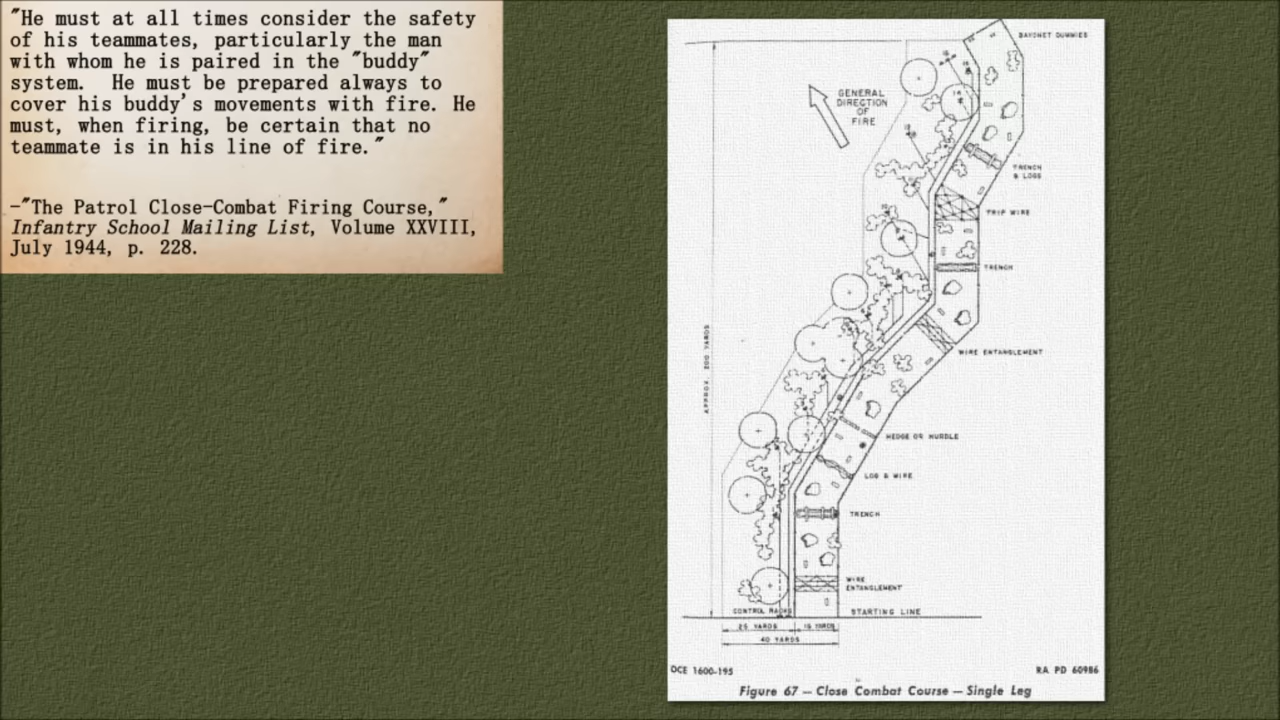 "He must at all times consider the safety
of his teammates, particularly the man
with whom he is paired in the "buddy"
system.  He must be prepared always to
cover his buddy's movements with fire. He
must, when firing, be certain that no
teammate is in his line of fire."
-"The Patrol Close-Combat Firing Course,"
Infantry School Mailing List, Volume XXVIII,
July 1944, p. 228.
BAYONET DUMMIES
GENERAL
DIRECTION
OF
FIRE
TRENCH
& LOGS
TRIP WIRE
TRENCH
WIRE ENTANGLEMENT
APPROX. 200 YARDS
HEDGE OR HURDLE
LOG & WIRE
TRENCH
WIRE
ENTANGLEMENT
CONTROL
STARTING LINE
25 YARDS
15 YARDS
40 YARDS
DCE 1600-195
RA PD 60986
Figure 67 — Close Combat Course — Single Leg